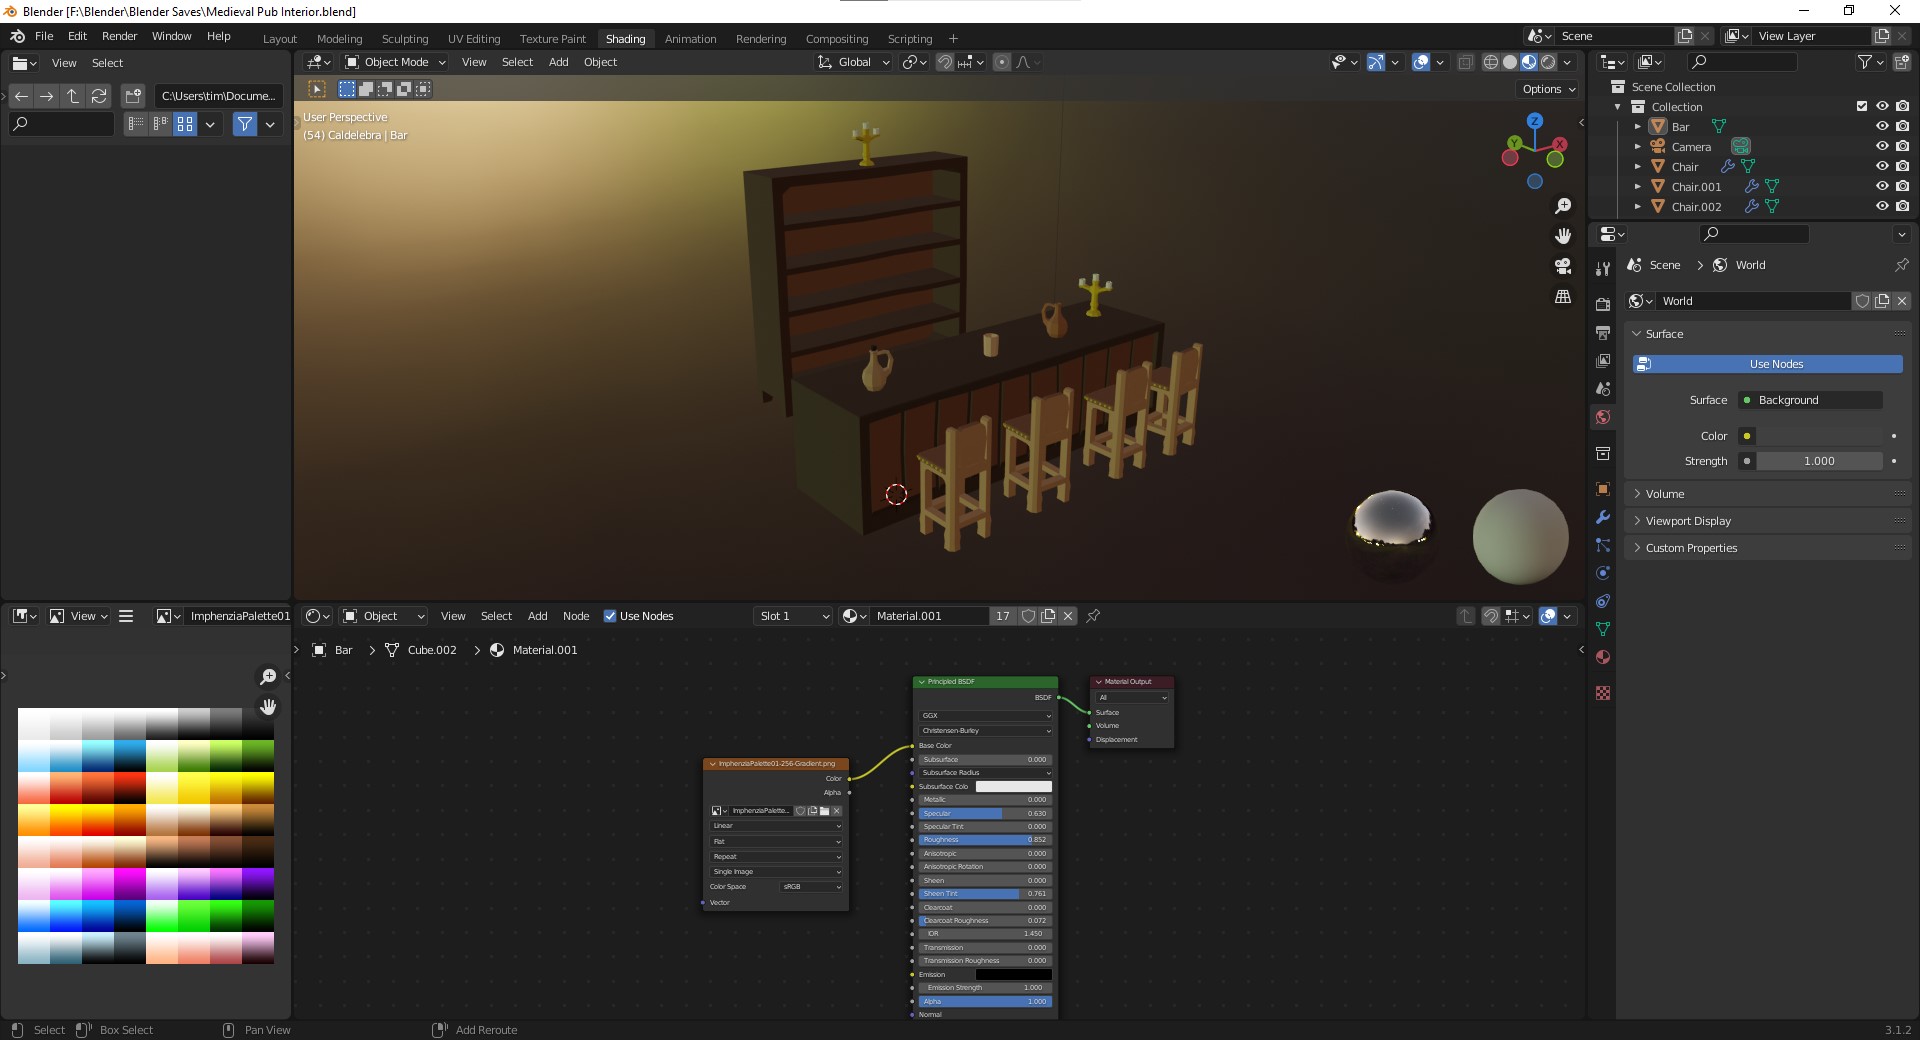 Blender [F:\Blender\Blender Saves\Medieval Pub Interior.blend]
File Edit Render Window Help Layout Modeling Sculpting UV Editing Texture Paint Shading Animation Rendering Compositing Scripting + Scene View Layer
View Select
Object Mode View Select Add Object Global
C:\Users\tim\Docume...
Options
User Perspective
(54) Caldelebra | Bar
Z
Y
X
Scene Collection
Collection
Bar
Camera
Chair
Chair.001
Chair.002
Scene > World
World
Surface
Use Nodes
Surface Background
Color
Strength 1.000
Volume
Viewport Display
Custom Properties
View ImphenziaPalette01
Object View Select Add Node Use Nodes Slot 1 Material.001 17
Bar > Cube.002 > Material.001
ImphenziaPalette01-256-Gradient.png
Color
Alpha
ImphenziaPalette...
Linear
Flat
Repeat
Single Image
Color Space sRGB
Vector
Principled BSDF
BSDF
GGX
Christensen-Burley
Base Color
Subsurface 0.000
Subsurface Radius
Subsurface Colo
Metallic 0.000
Specular 0.630
Specular Tint 0.000
Roughness 0.852
Anisotropic 0.000
Anisotropic Rotation 0.000
Sheen 0.000
Sheen Tint 0.761
Clearcoat 0.000
Clearcoat Roughness 0.072
IOR 1.450
Transmission 0.000
Transmission Roughness 0.000
Emission
Emission Strength 1.000
Alpha 1.000
Normal
Material Output
All
Surface
Volume
Displacement
Select Box Select Pan View Add Reroute 3.1.2